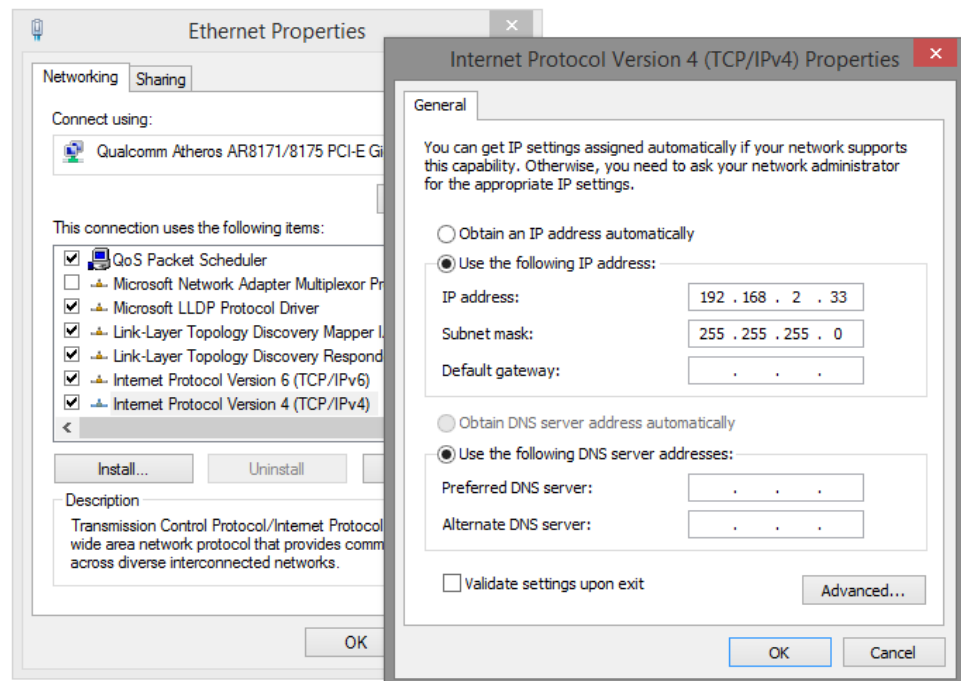 Ethernet Properties
Networking
Sharing
Connect using:
Qualcomm Atheros AR8171/8175 PCI-E
This connection uses the following items:
QoS Packet Scheduler
Microsoft Network Adapter Multiplexor
Microsoft LLDP Protocol Driver
Link-Layer Topology Discovery Mapper
Link-Layer Topology Discovery
Internet Protocol Version 6 (TCP/IPv6)
Internet Protocol Version 4 (TCP/IPv4)
Install...
Uninstall
Description
Transmission Control Protocol/Internet Protocol
wide area network protocol that provides
across diverse interconnected networks.
OK
Internet Protocol Version 4 (TCP/IPv4) Properties
General
You can get IP settings assigned automatically if your network supports
this capability. Otherwise, you need to ask your network administrator
for the appropriate IP settings.
Obtain an IP address automatically
Use the following IP address:
IP address:
192 . 168 . 2 . 33
Subnet mask:
255 . 255 . 255 . 0
Default gateway:
. . .
Obtain DNS server address automatically
Use the following DNS server addresses:
Preferred DNS server:
. . .
Alternate DNS server:
. . .
Validate settings upon exit
Advanced...
OK
Cancel